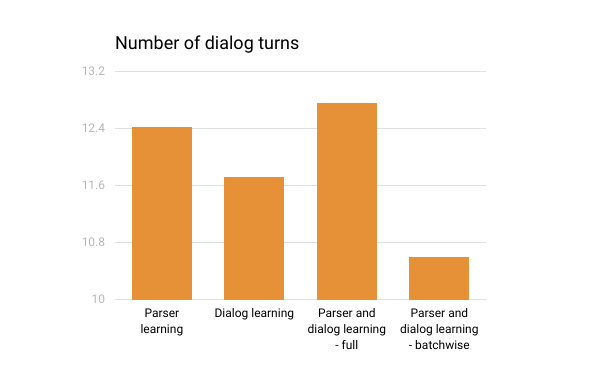 Number of dialog turns
13.2
12.4
11.6
10.8
10
Parser
learning
Dialog learning
Parser and
dialog learning
- full
Parser and
dialog learning
- batchwise